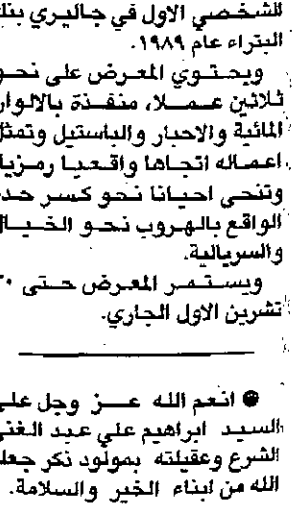 للشخصي الاول في جاليري بنك
البتراء عام ١٩٨٩.
ويحتوي المعرض على نحو
ثلاثين عملا، منفذة بالالوان
المائية والاحبار والباستيل وتمثل
اعماله اتجاها واقعيا رمزيا
وتنحى احيانا نحو كسر حدة
الواقع بالهروب نحو الخيال
والسريالية.
ويستمر المعرض حتى ٣٠
تشرين الاول الجاري.
● انعم الله عز وجل على
السيد ابراهيم علي عبد الغني
الشرع وعقيلته بمولود ذكر جعله
الله من ابناء الخير والسلامة.